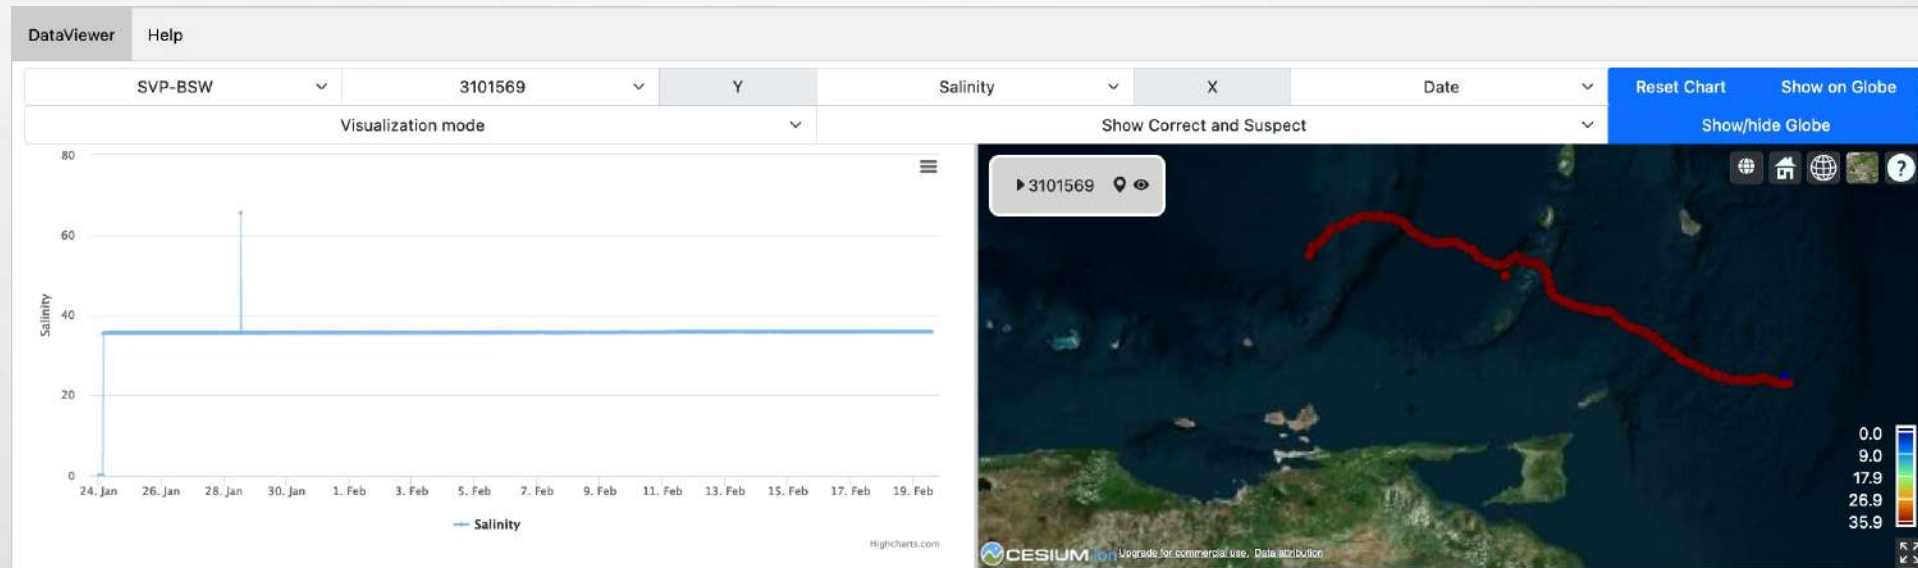 DataViewer Help
SVP-BSW 3101569 Y Salinity X Date Reset Chart Show on Globe
Visualization mode Show Correct and Suspect Show/hide Globe
80
60
40
20
0
Salinity
24. Jan 26. Jan 28. Jan 30. Jan 1. Feb 3. Feb 5. Feb 7. Feb 9. Feb 11. Feb 13. Feb 15. Feb 17. Feb 19. Feb
Salinity
Highcharts.com
3101569
?
0.0
9.0
17.9
26.9
35.9
CESIUM ion Upgrade for commercial use. Data attribution